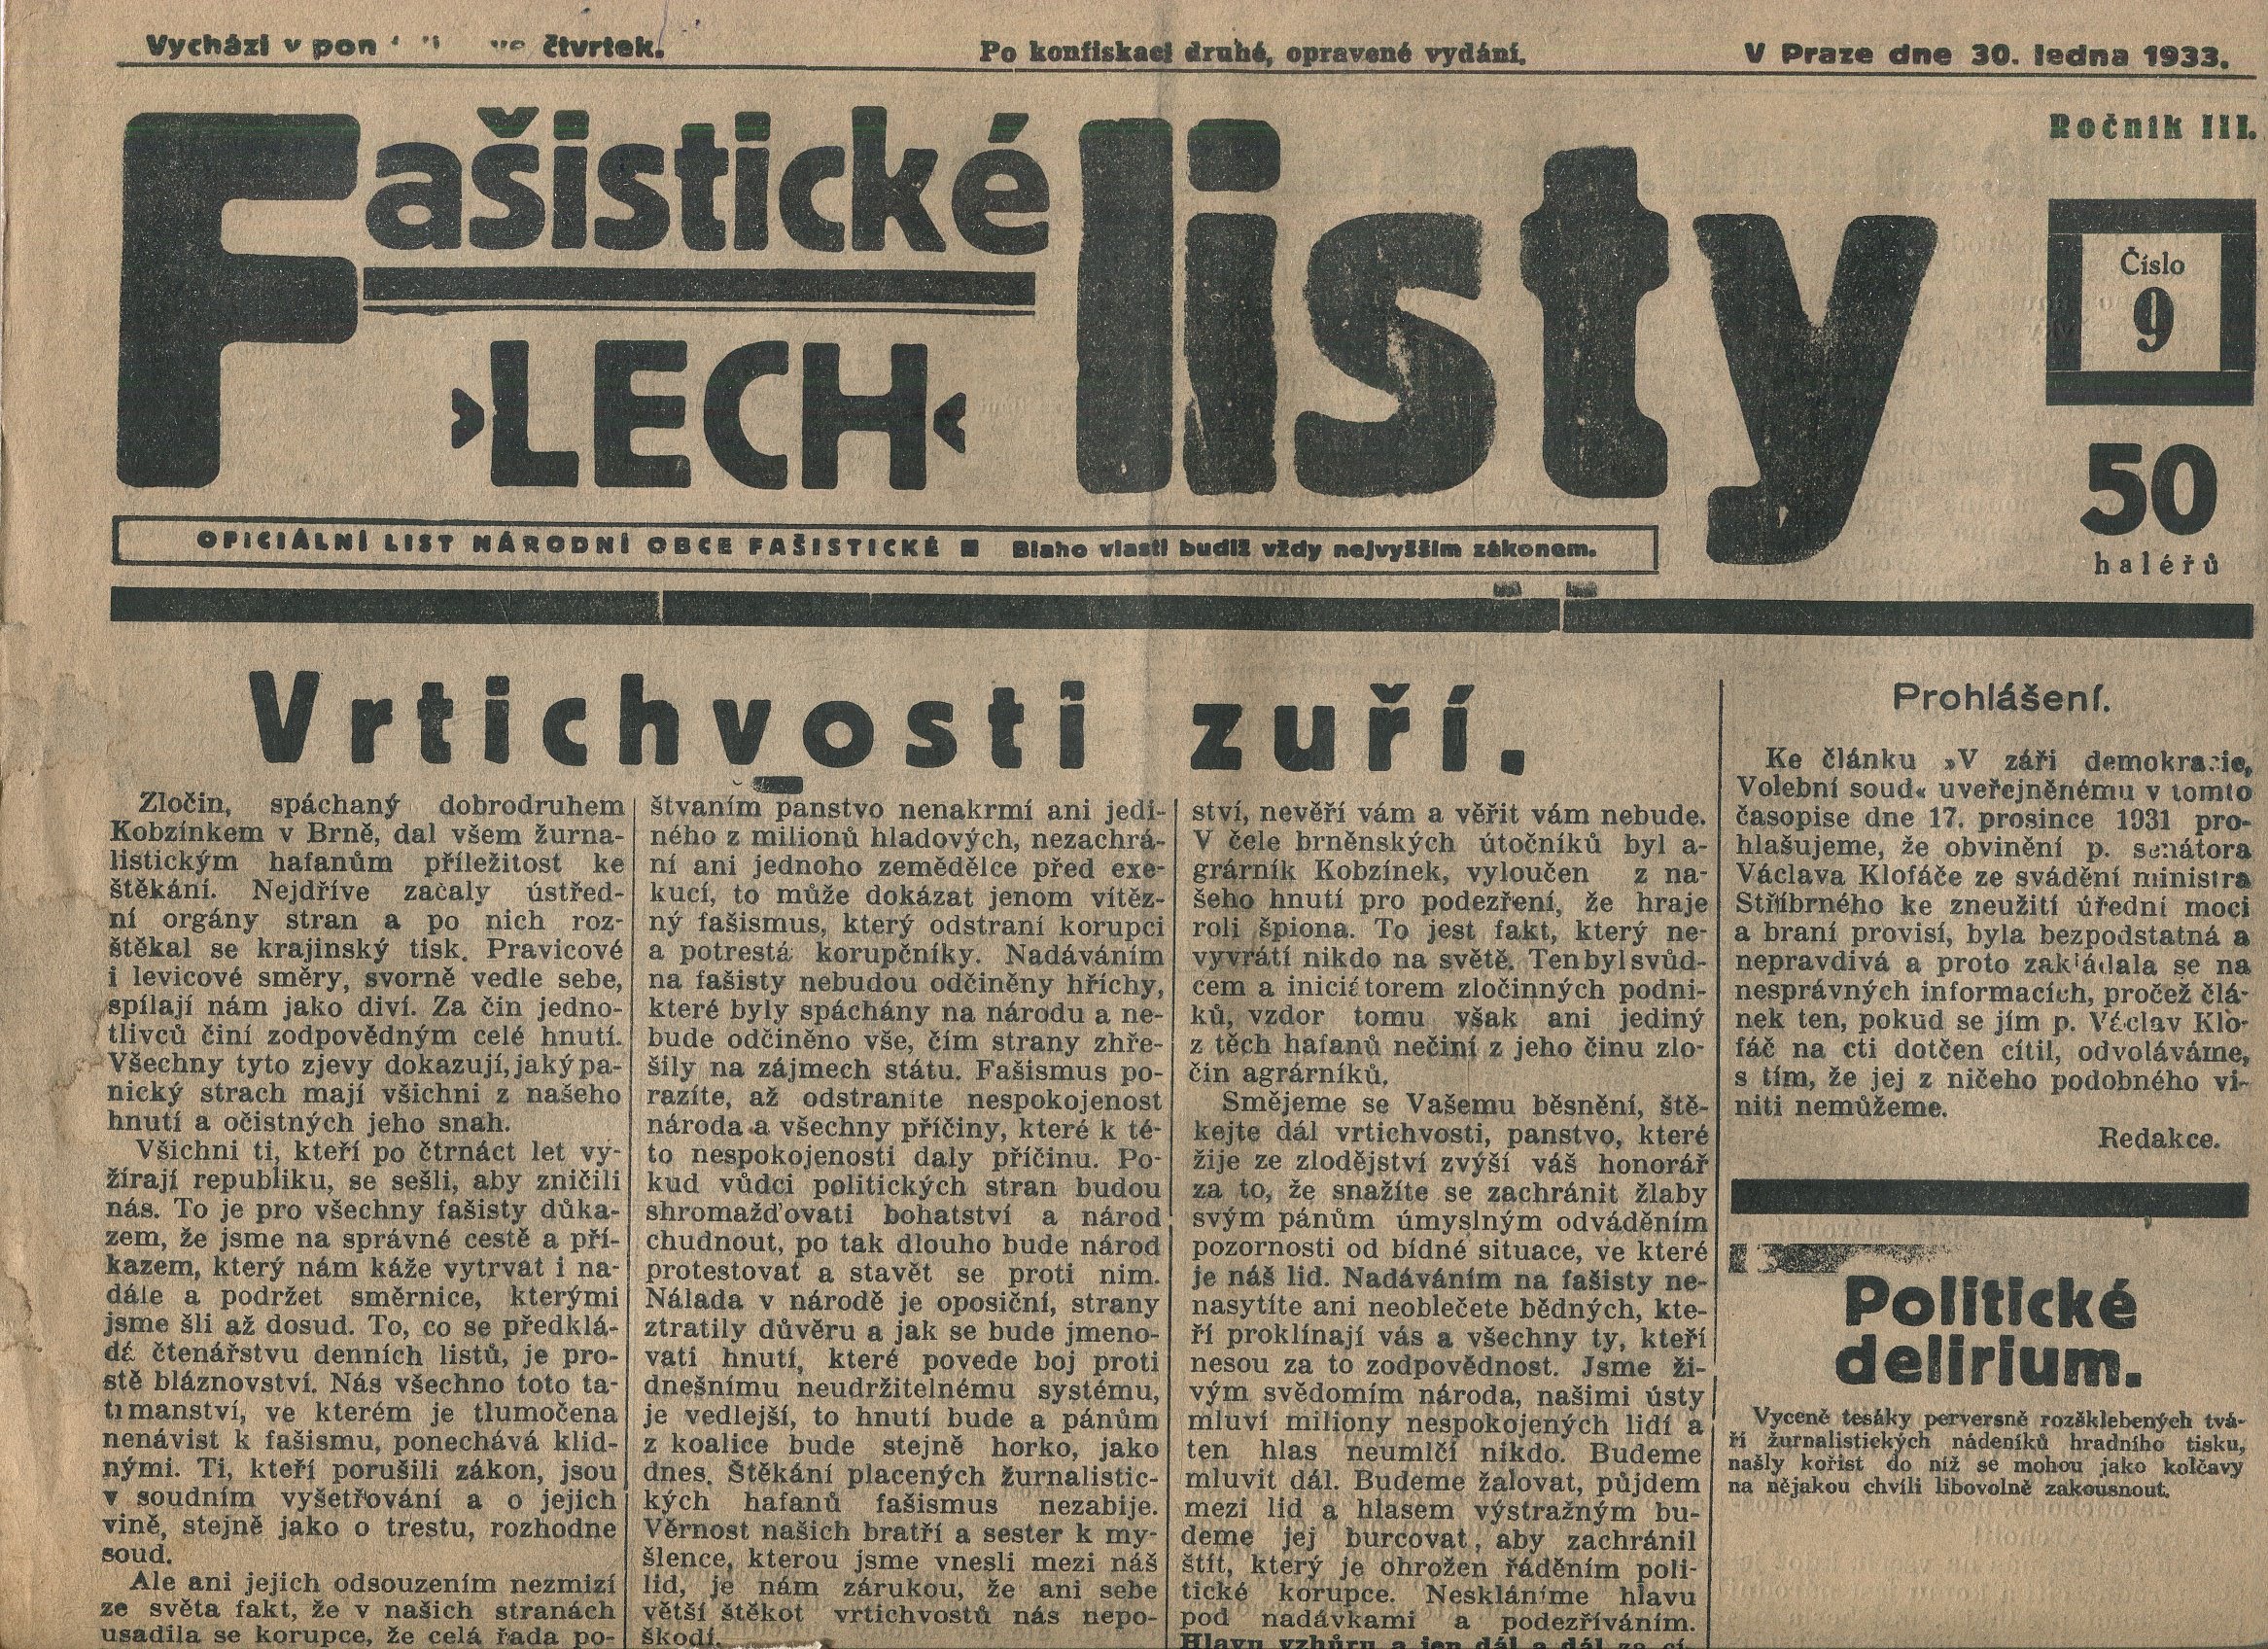 Vychází v pon ve čtvrtek.
Po konfiskaci druhé, opravené vydání.
V Praze dne 30. ledna 1933.
Fašistické listy
›LECH‹
Ročník III.
Číslo
9
50
haléřů
OFICIÁLNÍ LIST NÁRODNÍ OBCE FAŠISTICKÉ ■ Blaho vlasti budiž vždy nejvyšším zákonem.
Vrtichvosti zuří.
Zločin, spáchaný dobrodruhem
Kobzínkem v Brně, dal všem žurna-
listickým hafanům příležitost ke
štěkání. Nejdříve začaly ústřed-
ní orgány stran a po nich roz-
štěkal se krajinský tisk. Pravicové
i levicové směry, svorně vedle sebe,
spílají nám jako diví. Za čin jedno-
tlivců činí zodpovědným celé hnutí.
Všechny tyto zjevy dokazují, jaký pa-
nický strach mají všichni z našeho
hnutí a očistných jeho snah.
Všichni ti, kteří po čtrnáct let vy-
žírají republiku, se sešli, aby zničili
nás. To je pro všechny fašisty důka-
zem, že jsme na správné cestě a pří-
kazem, který nám káže vytrvat i na-
dále a podržet směrnice, kterými
jsme šli až dosud. To, co se předklá-
dá čtenářstvu denních listů, je pro-
stě bláznovství. Nás všechno toto ta-
trmanství, ve kterém je tlumočena
nenávist k fašismu, ponechává klid-
nými. Ti, kteří porušili zákon, jsou
v soudním vyšetřování a o jejich
vině, stejně jako o trestu, rozhodne
soud.
Ale ani jejich odsouzením nezmizí
ze světa fakt, že v našich stranách
usadila se korupce, že celá řada po-
štvaním panstvo nenakrmí ani jedi-
ného z milionů hladových, nezachrá-
ní ani jednoho zemědělce před exe-
kucí, to může dokázat jenom vítěz-
ný fašismus, který odstraní korupci
a potrestá korupčníky. Nadáváním
na fašisty nebudou odčiněny hříchy,
které byly spáchány na národu a ne-
bude odčiněno vše, čím strany zhře-
šily na zájmech státu. Fašismus po-
razíte, až odstraníte nespokojenost
národa a všechny příčiny, které k té-
to nespokojenosti daly příčinu. Po-
kud vůdci politických stran budou
shromažďovati bohatství a národ
chudnout, po tak dlouho bude národ
protestovat a stavět se proti nim.
Nálada v národě je oposiční, strany
ztratily důvěru a jak se bude jmeno-
vati hnutí, které povede boj proti
dnešnímu neudržitelnému systému,
je vedlejší, to hnutí bude a pánům
z koalice bude stejně horko, jako
dnes. Štěkání placených žurnalistic-
kých hafanů fašismus nezabije.
Věrnost našich bratří a sester k my-
šlence, kterou jsme vnesli mezi náš
lid, je nám zárukou, že ani sebe
větší štěkot vrtichvostů nás nepo-
škodí.
ství, nevěří vám a věřit vám nebude.
V čele brněnských útočníků byl a-
grárník Kobzínek, vyloučen z na-
šeho hnutí pro podezření, že hraje
roli špiona. To jest fakt, který ne-
vyvrátí nikdo na světě. Ten byl svůd-
cem a iniciátorem zločinných podni-
ků, vzdor tomu však ani jediný
z těch hafanů nečiní z jeho činu zlo-
čin agrárníků.
Smějeme se Vašemu běsnění, ště-
kejte dál vrtichvosti, panstvo, které
žije ze zlodějství zvýší váš honorář
za to, že snažíte se zachránit žlaby
svým pánům úmyslným odváděním
pozornosti od bídné situace, ve které
je náš lid. Nadáváním na fašisty ne-
nasytíte ani neoblečete bědných, kte-
ří proklínají vás a všechny ty, kteří
nesou za to zodpovědnost. Jsme ži-
vým svědomím národa, našimi ústy
mluví miliony nespokojených lidí a
ten hlas neumlčí nikdo. Budeme
mluvit dál. Budeme žalovat, půjdem
mezi lid a hlasem výstražným bu-
deme jej burcovat, aby zachránil
štít, který je ohrožen řáděním poli-
tické korupce. Neskláníme hlavu
pod nadávkami a podezříváním.
Hlavu vzhůru a jen dál a dál za cí-
Prohlášení.
Ke článku »V září demokracie,
Volební soud« uveřejněnému v tomto
časopise dne 17. prosince 1931 pro-
hlašujeme, že obvinění p. senátora
Václava Klofáče ze svádění ministra
Stříbrného ke zneužití úřední moci
a braní provisí, byla bezpodstatná a
nepravdivá a proto zakládala se na
nesprávných informacích, pročež člá-
nek ten, pokud se jím p. Václav Klo-
fáč na cti dotčen cítil, odvoláváme,
s tím, že jej z ničeho podobného vi-
niti nemůžeme.
Redakce.
Politické
delirium.
Vyceně tesáky perversně rozšklebených tvá-
ří žurnalistických nádeníků hradního tisku,
našly kořist do níž se mohou jako kolčavy
na nějakou chvíli libovolně zakousnout.